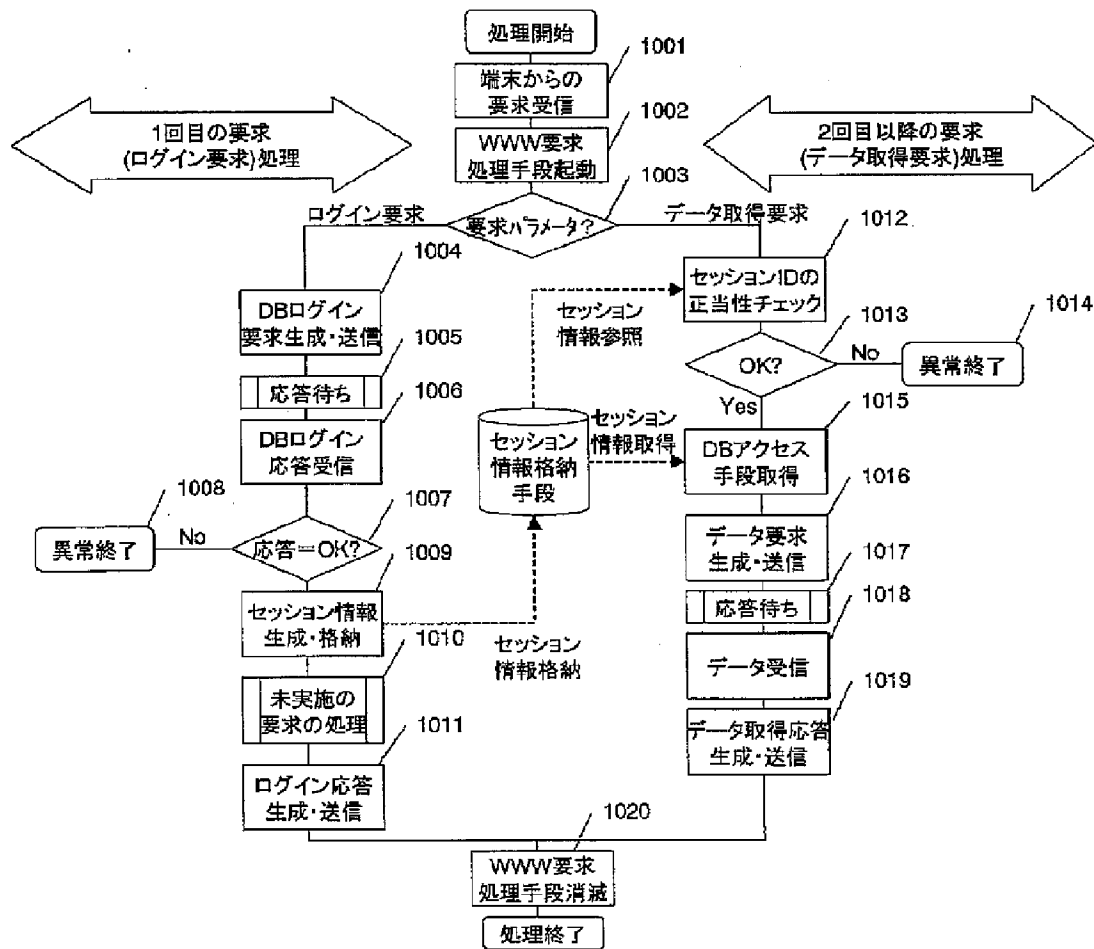 処理開始
1001
端末からの
要求受信
1002
WWW要求
処理手段起動
1回目の要求
(ログイン要求)処理
2回目以降の要求
(データ取得要求)処理
1003
ログイン要求
要求パラメータ?
データ取得要求
1004
DBログイン
要求生成・送信
1005
応答待ち
1006
DBログイン
応答受信
1007
応答=OK?
No
1008
異常終了
1009
セッション情報
生成・格納
1010
未実施の
要求の処理
1011
ログイン応答
生成・送信
セッション
情報参照
セッション
情報格納
手段
セッション
情報取得
セッション
情報格納
1012
セッションIDの
正当性チェック
1013
OK?
No
1014
異常終了
Yes
1015
DBアクセス
手段取得
1016
データ要求
生成・送信
1017
応答待ち
1018
データ受信
1019
データ取得応答
生成・送信
1020
WWW要求
処理手段消滅
処理終了